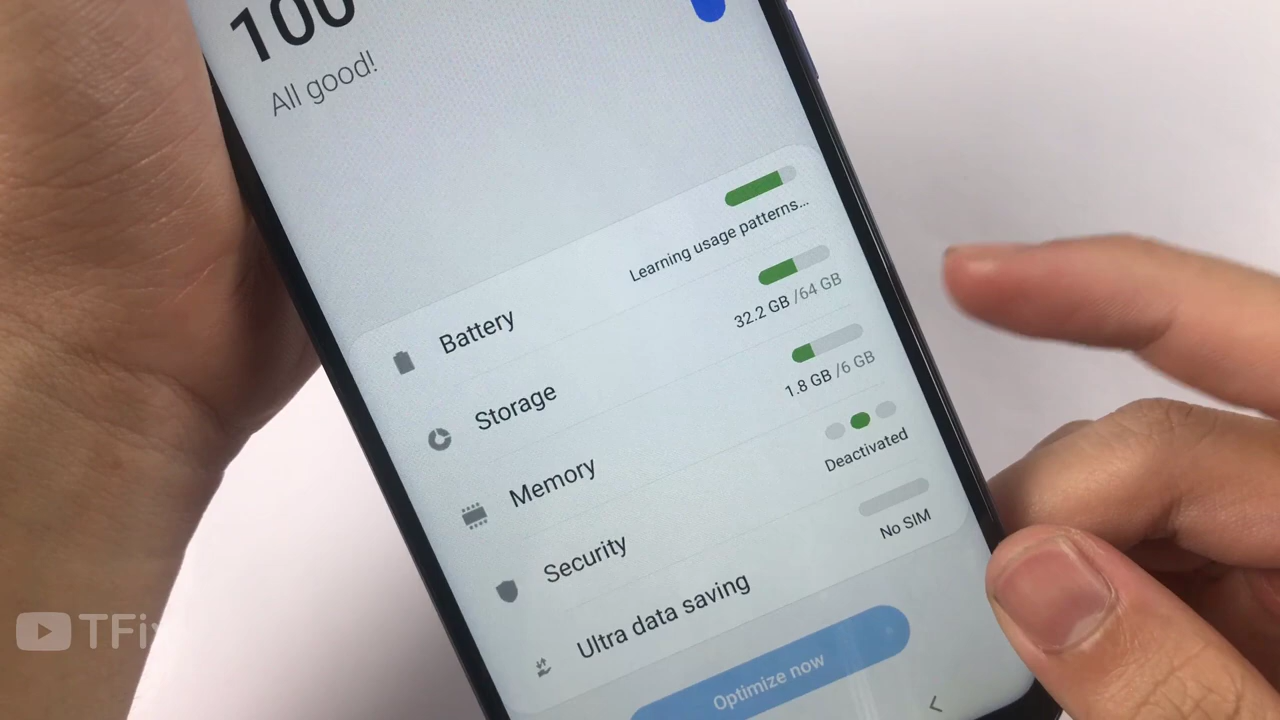 100
All good!
Battery
Learning usage patterns...
Storage
32.2 GB /64 GB
Memory
1.8 GB /6 GB
Security
Deactivated
Ultra data saving
No SIM
Optimize now